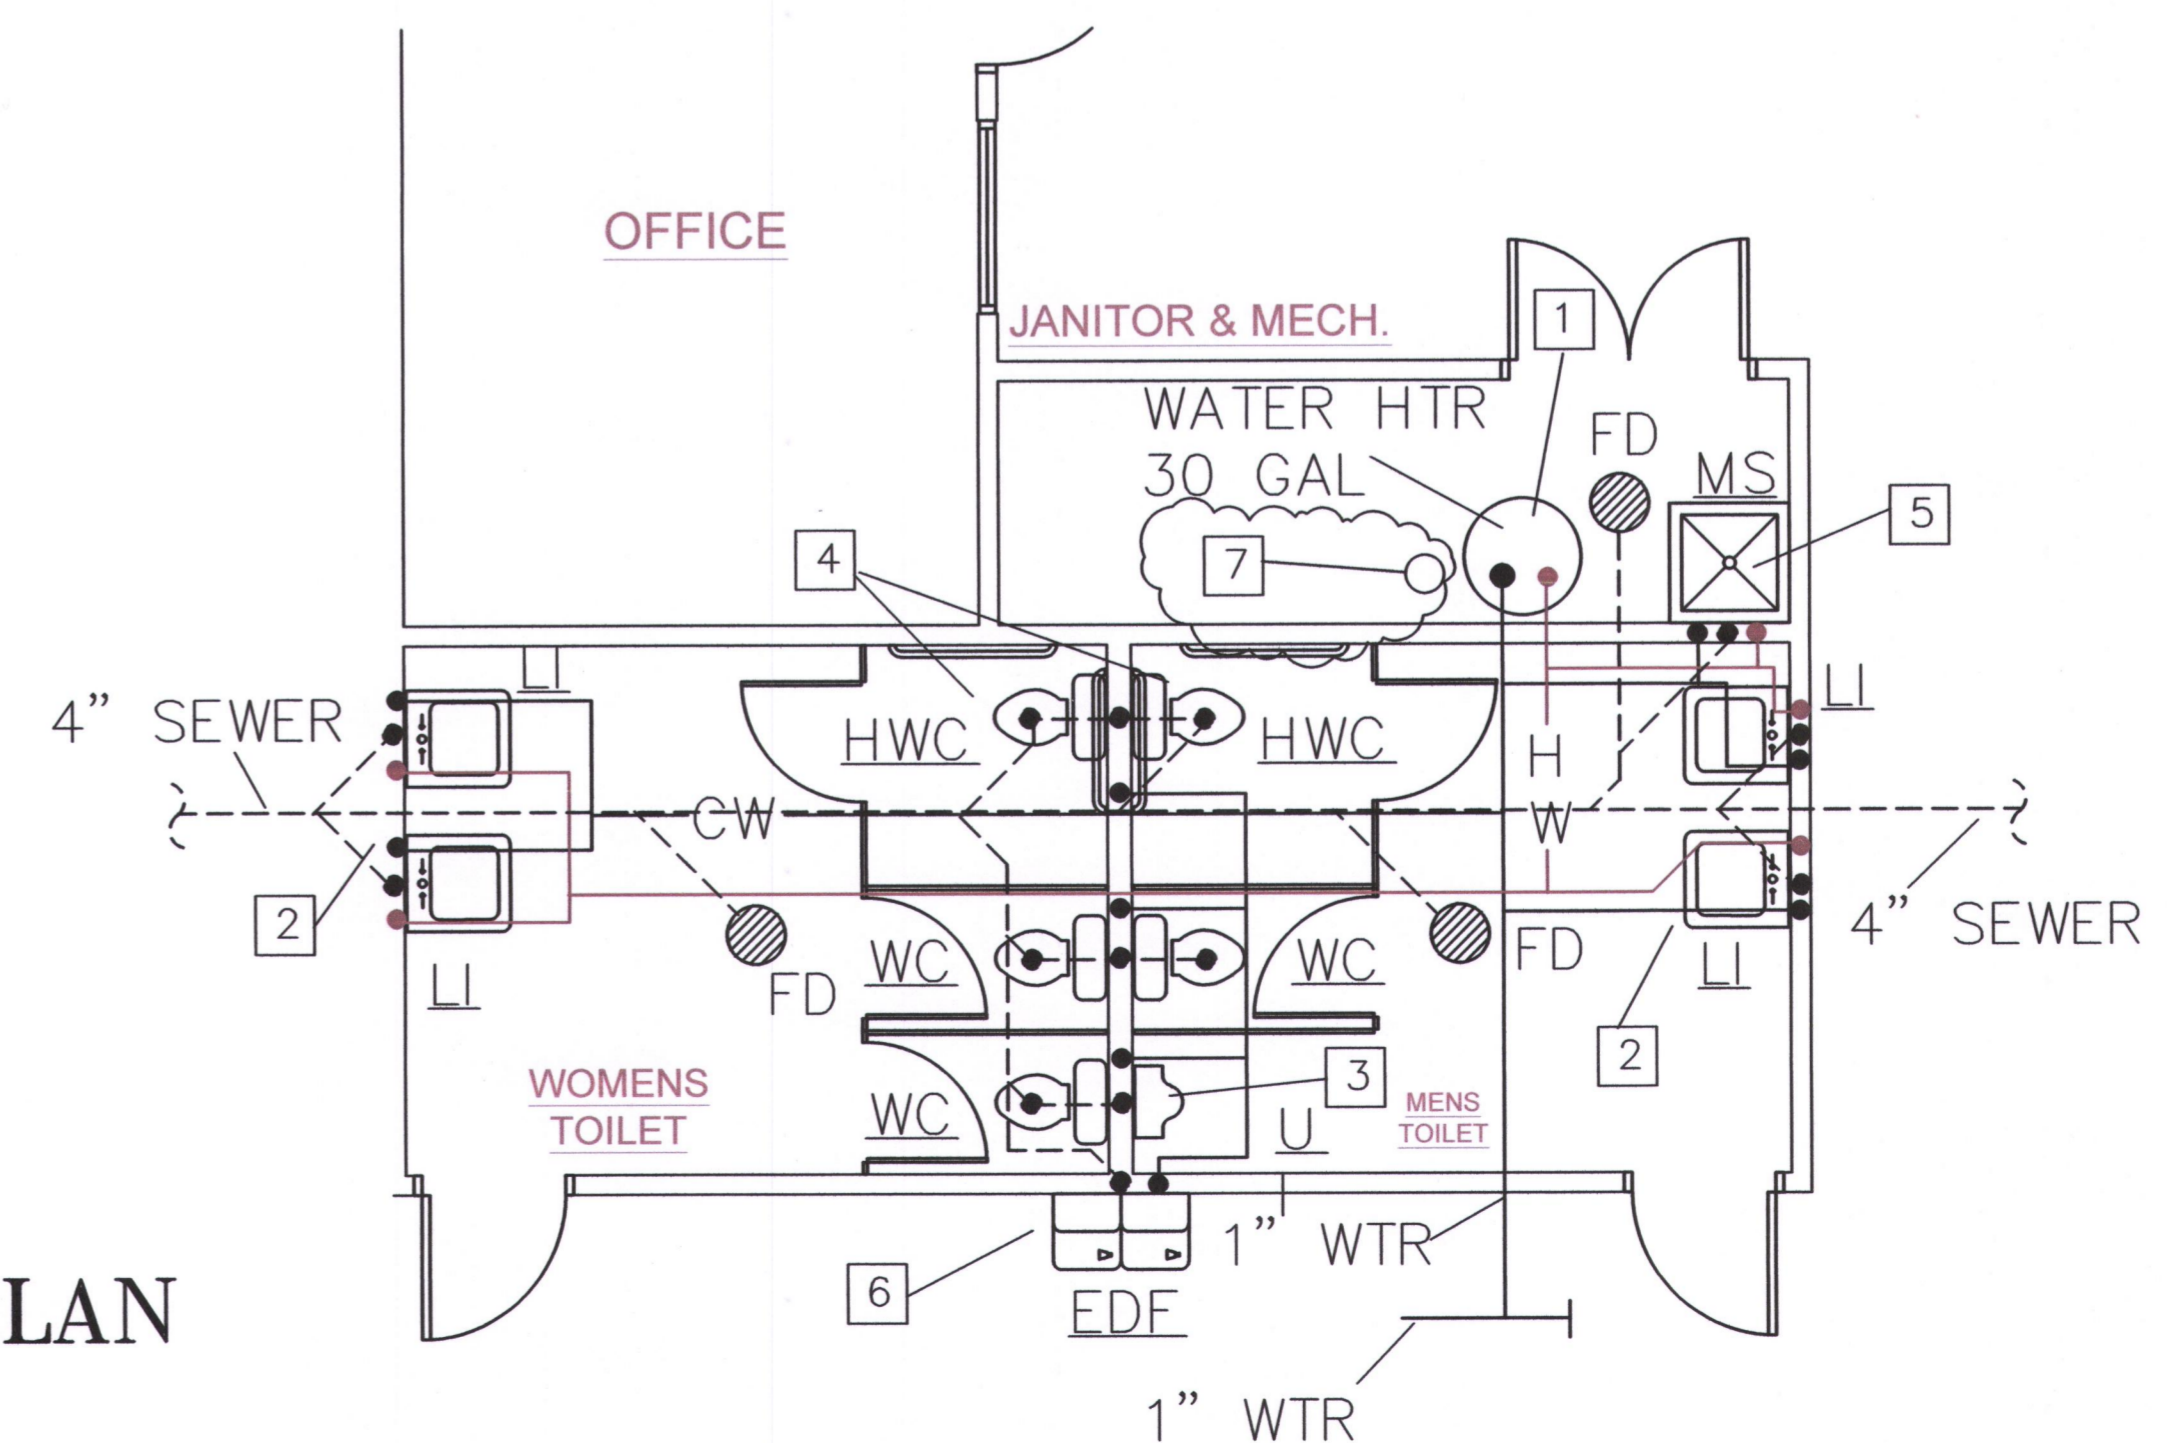 OFFICE
JANITOR & MECH.
1
WATER HTR
30 GAL
FD
MS
5
4
7
LI
LI
4” SEWER
HWC
HWC
H
CW
W
2
WC
WC
FD
4” SEWER
LI
FD
LI
2
WOMENS
TOILET
WC
3
U
MENS
TOILET
1” WTR
6
EDF
LAN
1” WTR